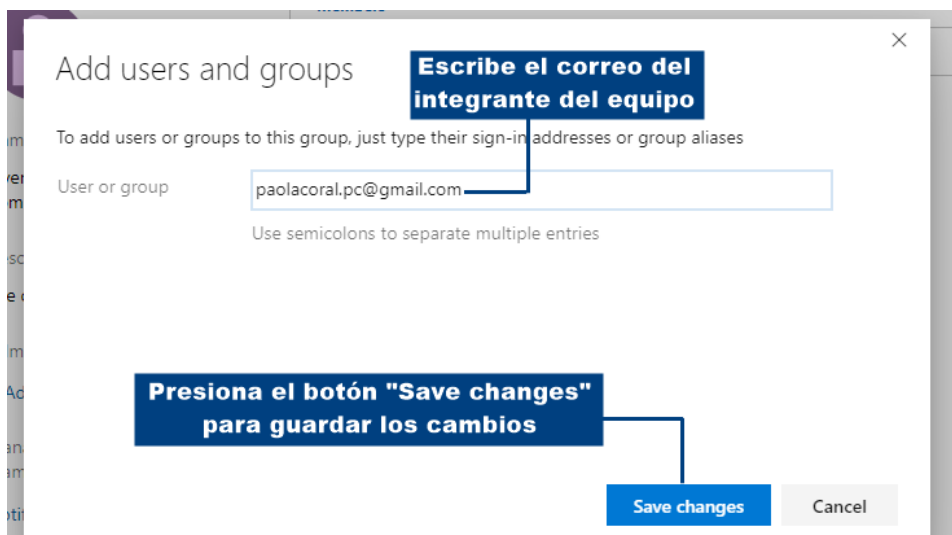 Add users and groups
Escribe el correo del
integrante del equipo
To add users or groups to this group, just type their sign-in addresses or group aliases
User or group
paolacoral.pc@gmail.com
Use semicolons to separate multiple entries
Presiona el botón "Save changes"
para guardar los cambios
Save changes
Cancel